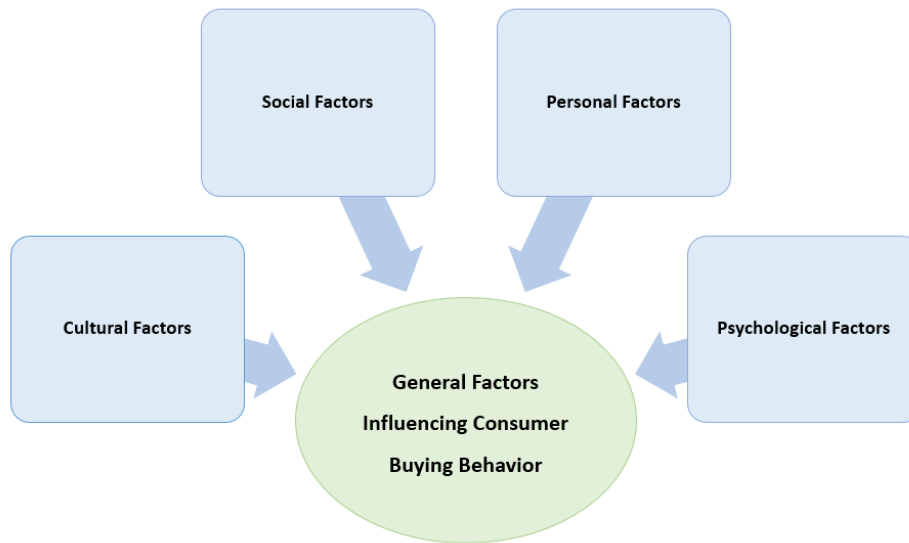 Social Factors
Personal Factors
Cultural Factors
Psychological Factors
General Factors
Influencing Consumer
Buying Behavior